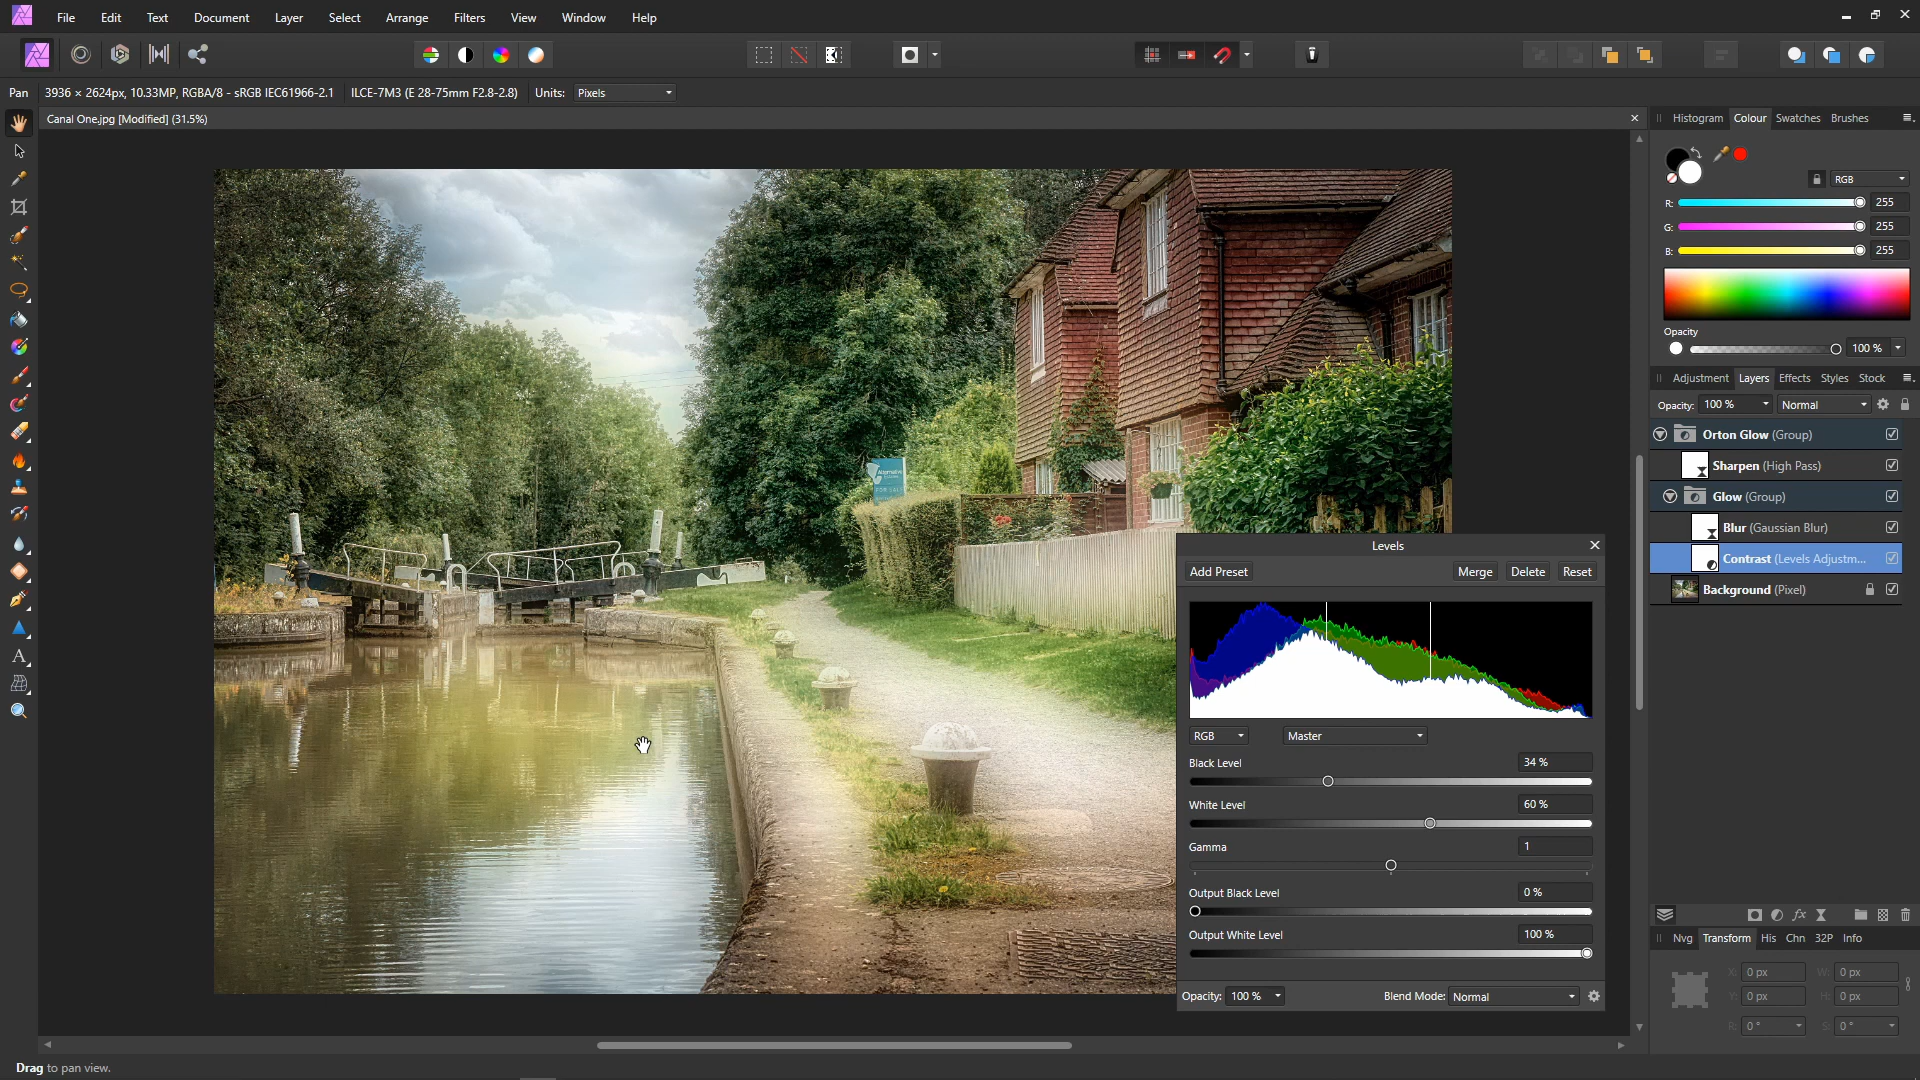 File Edit Text Document Layer Select Arrange Filters View Window Help
Pan 3936 × 2624px, 10.33MP, RGBA/8 - sRGB IEC61966-2.1 ILCE-7M3 (E 28-75mm F2.8-2.8) Units: Pixels
Canal One.jpg [Modified] (31.5%)
Histogram Colour Swatches Brushes
RGB
R: 255
G: 255
B: 255
Opacity
100 %
Adjustment Layers Effects Styles Stock
Opacity: 100 % Normal
Orton Glow (Group)
Sharpen (High Pass)
Glow (Group)
Blur (Gaussian Blur)
Contrast (Levels Adjustm...
Background (Pixel)
FOR SALE
Levels
Add Preset Merge Delete Reset
RGB Master
Black Level 34 %
White Level 60 %
Gamma 1
Output Black Level 0 %
Output White Level 100 %
Opacity: 100 % Blend Mode: Normal
fx
Nvg Transform His Chn 32P Info
X: 0 px W: 0 px
Y: 0 px H: 0 px
R: 0 ° S: 0 °
Drag to pan view.